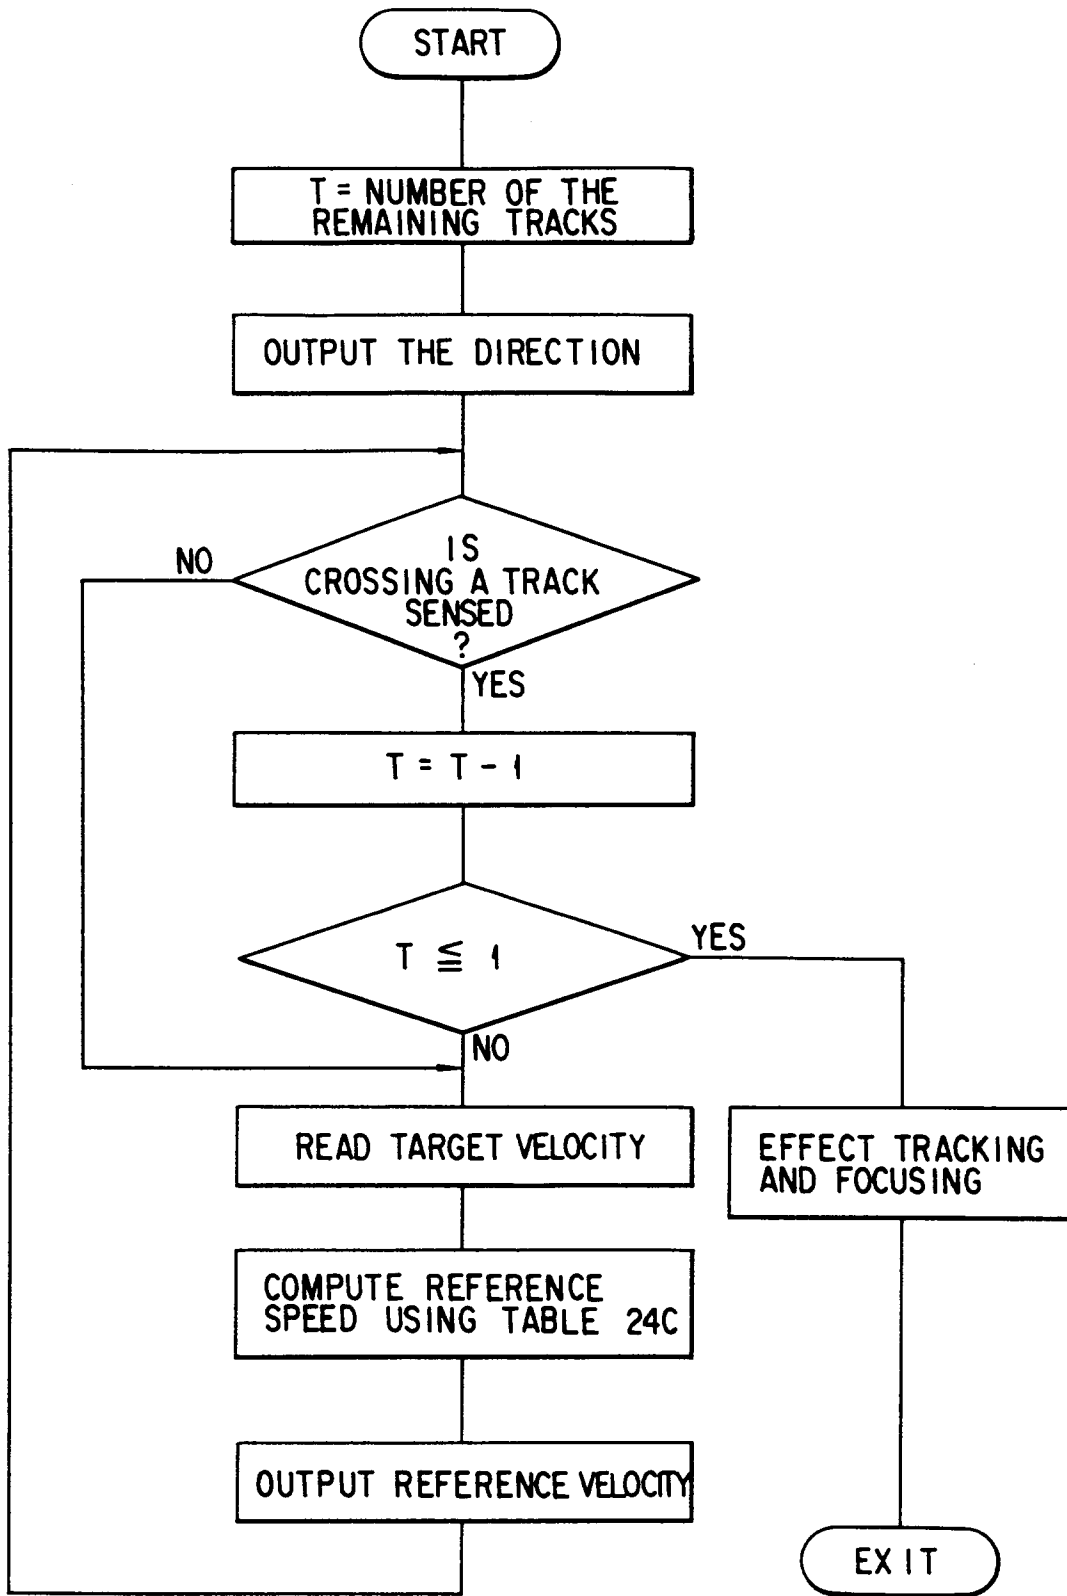 START
T = NUMBER OF THE
REMAINING TRACKS
OUTPUT THE DIRECTION
NO
IS
CROSSING A TRACK
SENSED
?
YES
T = T - 1
T ≦ 1
YES
NO
READ TARGET VELOCITY
EFFECT TRACKING
AND FOCUSING
COMPUTE REFERENCE
SPEED USING TABLE 24C
OUTPUT REFERENCE VELOCITY
EXIT